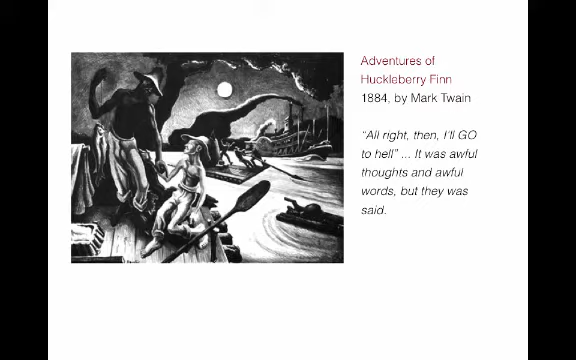 Adventures of
Huckleberry Finn
1884, by Mark Twain
“All right, then, I’ll GO
to hell” ... It was awful
thoughts and awful
words, but they was
said.